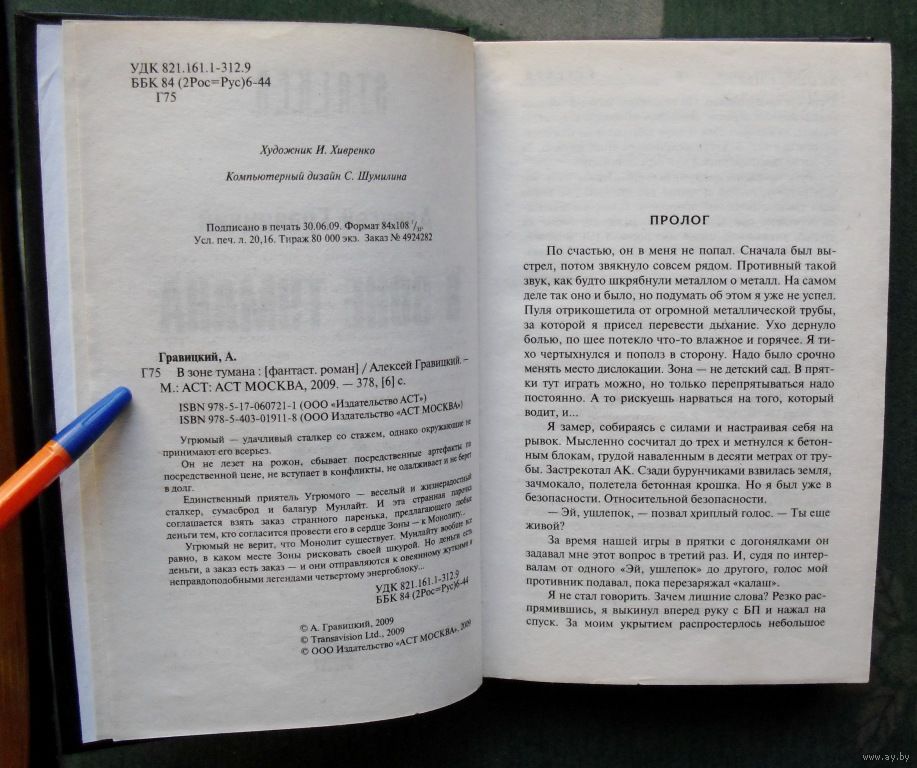 УДК 821.161.1-312.9
ББК 84 (2Рос=Рус)6-44
Г75
Художник И. Хивренко
Компьютерный дизайн С. Шумилина
Подписано в печать 30.06.09. Формат 84х108 1/32.
Усл. печ. л. 20,16. Тираж 80 000 экз. Заказ № 4924282
Гравицкий, А.
Г75 В зоне тумана : [фантаст. роман] / Алексей Гравицкий. –
М.: АСТ: АСТ МОСКВА, 2009. — 378, [6] с.
ISBN 978-5-17-060721-1 (ООО «Издательство АСТ»)
ISBN 978-5-403-01911-8 (ООО Издательство «АСТ МОСКВА»)
Угрюмый — удачливый сталкер со стажем, однако окружающие не
принимают его всерьез.
Он не лезет на рожон, сбывает посредственные артефакты по
посредственной цене, не вступает в конфликты, не одалживает и не берет
в долг.
Единственный приятель Угрюмого — веселый и жизнерадостный
сталкер, сумасброд и балагур Мунлайт. И эта странная парочка
соглашается взять заказ странного паренька, предлагающего любые
деньги тем, кто согласится провести его в сердце Зоны — к Монолиту...
Угрюмый не верит, что Монолит существует. Мунлайту вообще все
равно, в каком месте Зоны рисковать своей шкурой. Но деньги есть
деньги, а заказ есть заказ — и они отправляются к овеянному жуткими и
неправдоподобными легендами четвертому энергоблоку...
УДК 821.161.1-312.9
ББК 84 (2Рос=Рус)6-44
© А. Гравицкий, 2009
© Transavision Ltd., 2009
© ООО Издательство «АСТ МОСКВА», 2009
ПРОЛОГ
По счастью, он в меня не попал. Сначала был вы-
стрел, потом звякнуло совсем рядом. Противный такой
звук, как будто шкрябнули металлом о металл. На самом
деле так оно и было, но подумать об этом я уже не успел.
Пуля отрикошетила от огромной металлической трубы,
за которой я присел перевести дыхание. Ухо дернуло
болью, по шее потекло что-то влажное и горячее. Я ти-
хо чертыхнулся и пополз в сторону. Надо было срочно
менять место дислокации. Зона — не детский сад. В прят-
ки тут играть можно, но только перепрятываться надо
постоянно. А то рискуешь нарваться на того, который
водит, и...
Я замер, собираясь с силами и настраивая себя на
рывок. Мысленно сосчитал до трех и метнулся к бетон-
ным блокам, грудой наваленным в десяти метрах от тру-
бы. Застрекотал АК. Сзади бурунчиками взвилась земля,
зачмокало, полетела бетонная крошка. Но я был уже в
безопасности. Относительной безопасности.
— Эй, ушлепок, — позвал хриплый голос. — Ты еще
живой?
За время нашей игры в прятки с догонялками он
задавал мне этот вопрос в третий раз. И, судя по интер-
валам от одного «Эй, ушлепок» до другого, голос мой
противник подавал, пока перезаряжал «калаш».
Я не стал говорить. Зачем лишние слова? Резко рас-
прямившись, я выкинул вперед руку с БП и нажал на
спуск. За моим укрытием распростерлось небольшое
www.ay.by